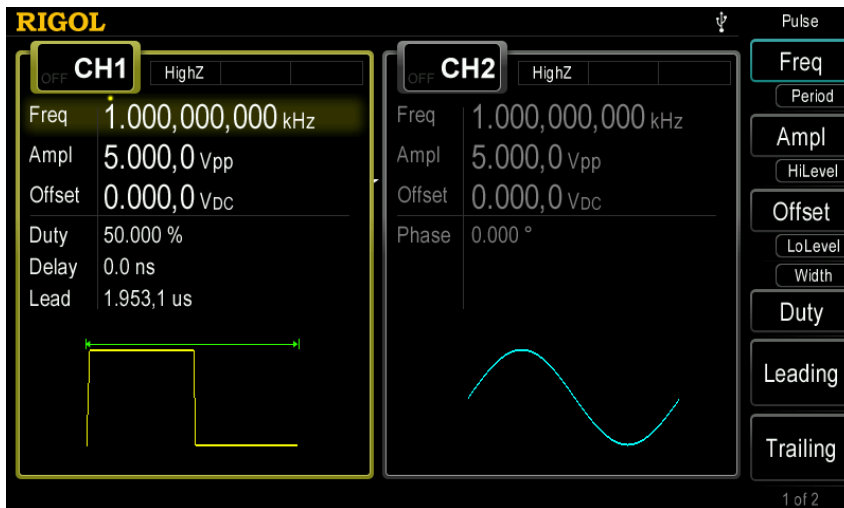 RIGOL
Pulse
OFF CH1 HighZ
Freq 1.000,000,000 kHz
Ampl 5.000,0 Vpp
Offset 0.000,0 VDC
Duty 50.000 %
Delay 0.0 ns
Lead 1.953,1 us
OFF CH2 HighZ
Freq 1.000,000,000 kHz
Ampl 5.000,0 Vpp
Offset 0.000,0 VDC
Phase 0.000 °
Freq
Period
Ampl
HiLevel
Offset
LoLevel
Width
Duty
Leading
Trailing
1 of 2